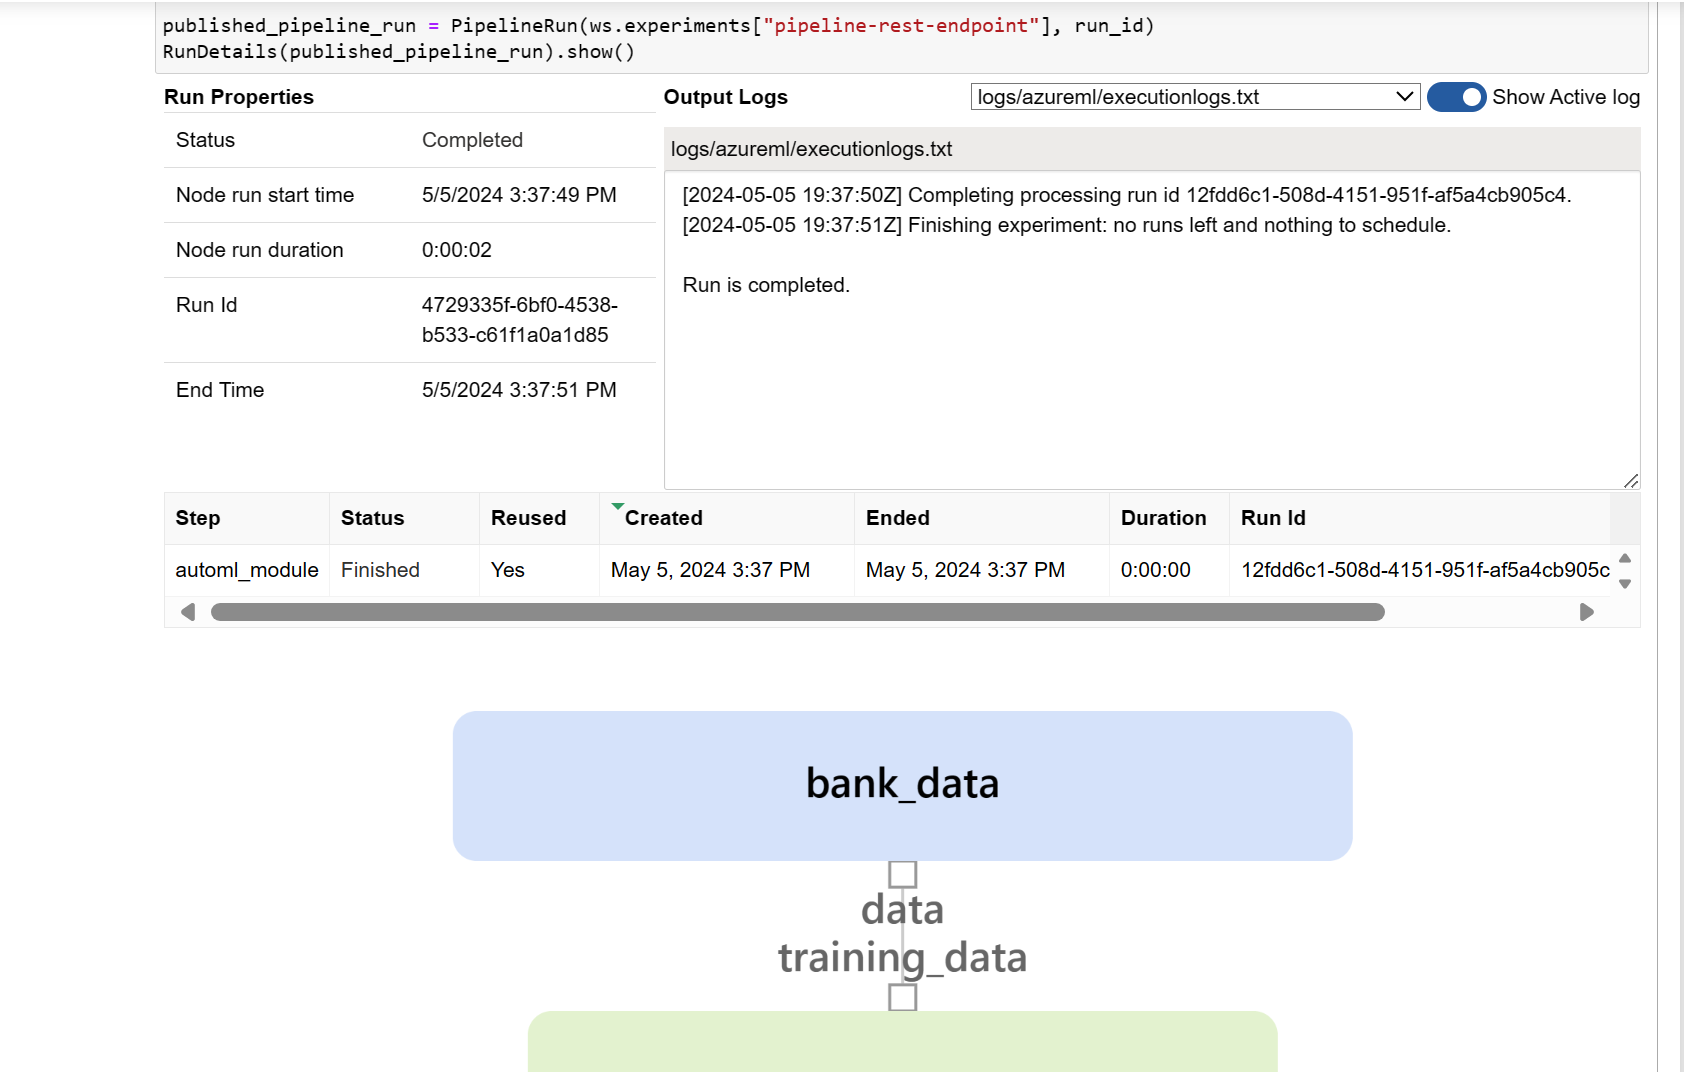 published_pipeline_run = PipelineRun(ws.experiments["pipeline-rest-endpoint"], run_id)
RunDetails(published_pipeline_run).show()
Run Properties
Status Completed
Node run start time 5/5/2024 3:37:49 PM
Node run duration 0:00:02
Run Id 4729335f-6bf0-4538-
b533-c61f1a0a1d85
End Time 5/5/2024 3:37:51 PM
Output Logs logs/azureml/executionlogs.txt Show Active log
logs/azureml/executionlogs.txt
[2024-05-05 19:37:50Z] Completing processing run id 12fdd6c1-508d-4151-951f-af5a4cb905c4.
[2024-05-05 19:37:51Z] Finishing experiment: no runs left and nothing to schedule.
Run is completed.
Step Status Reused Created Ended Duration Run Id
automl_module Finished Yes May 5, 2024 3:37 PM May 5, 2024 3:37 PM 0:00:00 12fdd6c1-508d-4151-951f-af5a4cb905c
bank_data
data
training_data